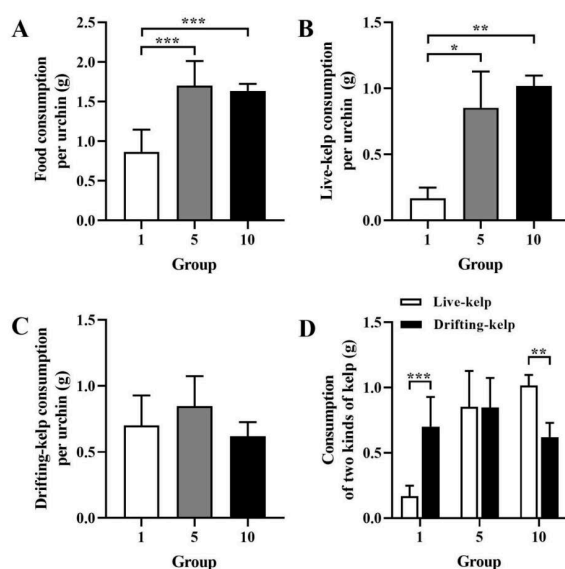 A
Food consumption
per urchin (g)
2.5
2.0
1.5
1.0
0.5
0.0
***
***
1 5 10
Group
B
Live-kelp consumption
per urchin (g)
1.5
1.0
0.5
0.0
**
*
1 5 10
Group
C
Drifting-kelp consumption
per urchin (g)
1.5
1.0
0.5
0.0
1 5 10
Group
D
Live-kelp
Drifting-kelp
Consumption
of two kinds of kelp (g)
1.5
1.0
0.5
0.0
***
**
1 5 10
Group